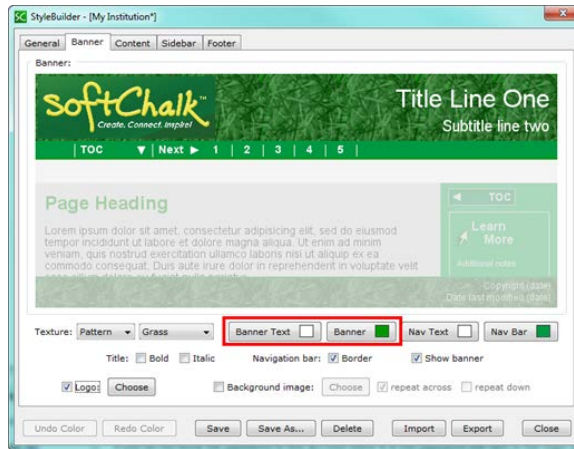 SC StyleBuilder - [My Institution*]
General Banner Content Sidebar Footer
Banner:
SoftChalk™
Create. Connect. Inspire!
Title Line One
Subtitle line two
TOC ▼ | Next ▶ 1 | 2 | 3 | 4 | 5 |
Page Heading
Lorem ipsum dolor sit amet, consectetur adipisicing elit, sed do eiusmod
tempor incididunt ut labore et dolore magna aliqua. Ut enim ad minim
veniam, quis nostrud exercitation ullamco laboris nisi ut aliquip ex ea
commodo consequat. Duis aute irure dolor in reprehenderit in voluptate velit
◀ TOC
Learn
More
Additional notes
Copyright (date)
Date last modified (date)
Texture: Pattern Grass Banner Text Banner Nav Text Nav Bar
Title: Bold Italic Navigation bar: Border Show banner
Logo: Choose Background image: Choose repeat across repeat down
Undo Color Redo Color Save Save As... Delete Import Export Close